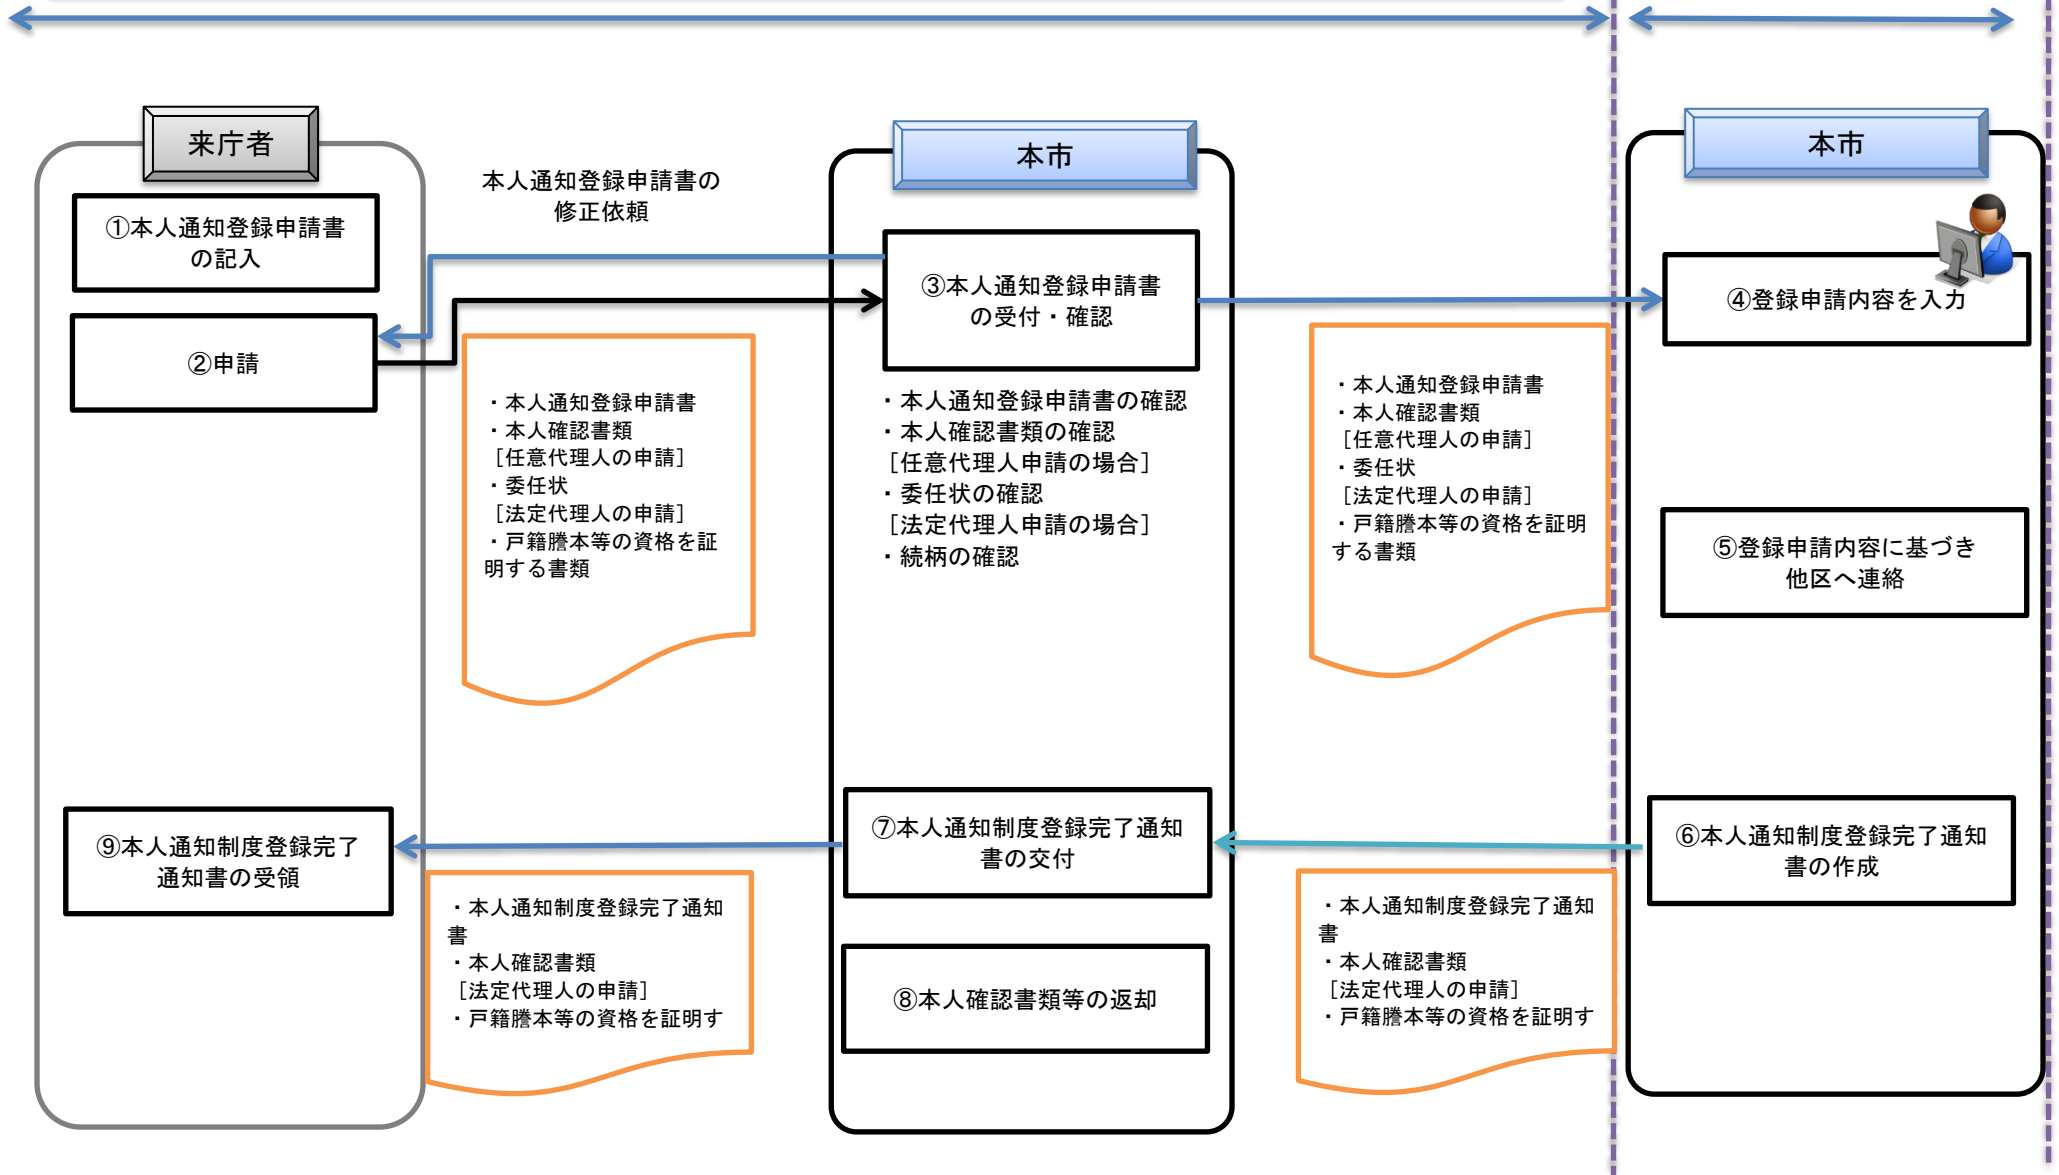 来庁者
①本人通知登録申請書
の記入
②申請
本人通知登録申請書の
修正依頼
・本人通知登録申請書
・本人確認書類
［任意代理人の申請］
・委任状
［法定代理人の申請］
・戸籍謄本等の資格を証
明する書類
本市
③本人通知登録申請書
の受付・確認
・本人通知登録申請書の確認
・本人確認書類の確認
［任意代理人申請の場合］
・委任状の確認
［法定代理人申請の場合］
・続柄の確認
・本人通知登録申請書
・本人確認書類
［任意代理人の申請］
・委任状
［法定代理人の申請］
・戸籍謄本等の資格を証明
する書類
本市
④登録申請内容を入力
⑤登録申請内容に基づき
他区へ連絡
⑥本人通知制度登録完了通知
書の作成
・本人通知制度登録完了通知
書
・本人確認書類
［法定代理人の申請］
・戸籍謄本等の資格を証明す
⑦本人通知制度登録完了通知
書の交付
⑧本人確認書類等の返却
・本人通知制度登録完了通知
書
・本人確認書類
［法定代理人の申請］
・戸籍謄本等の資格を証明す
⑨本人通知制度登録完了
通知書の受領